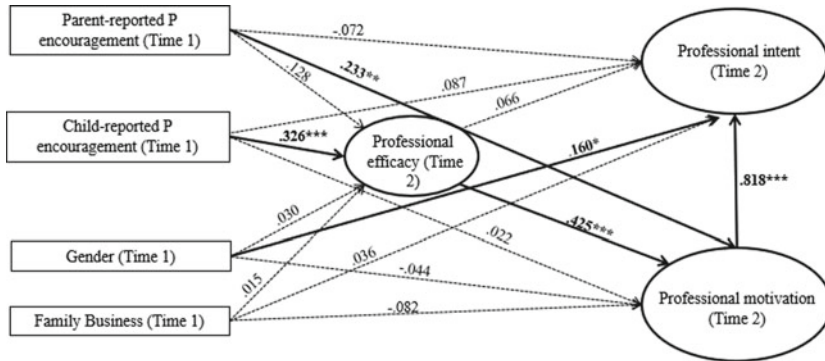 Parent-reported P
encouragement (Time 1)
-.072
Professional intent
(Time 2)
.128
.233**
.087
.066
Child-reported P
encouragement (Time 1)
.326***
Professional
efficacy (Time
2)
.160*
.818***
.030
.425***
.022
Gender (Time 1)
.036
-.044
.015
Professional motivation
(Time 2)
Family Business (Time 1)
-.082